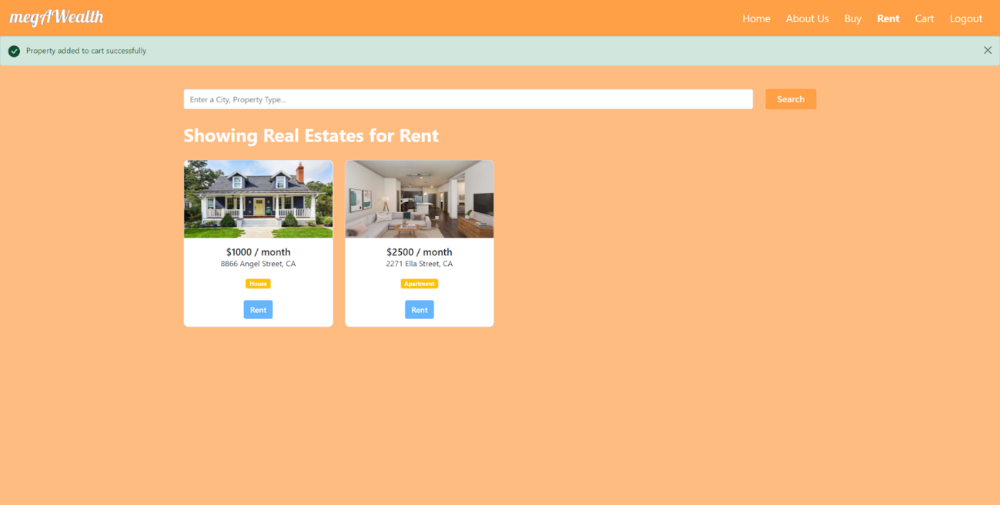 megAWealth
Home About Us Buy Rent Cart Logout
Property added to cart successfully
Enter a City, Property Type...
Search
Showing Real Estates for Rent
$1000 / month
8866 Angel Street, CA
House
Rent
$2500 / month
2271 Ella Street, CA
Apartment
Rent